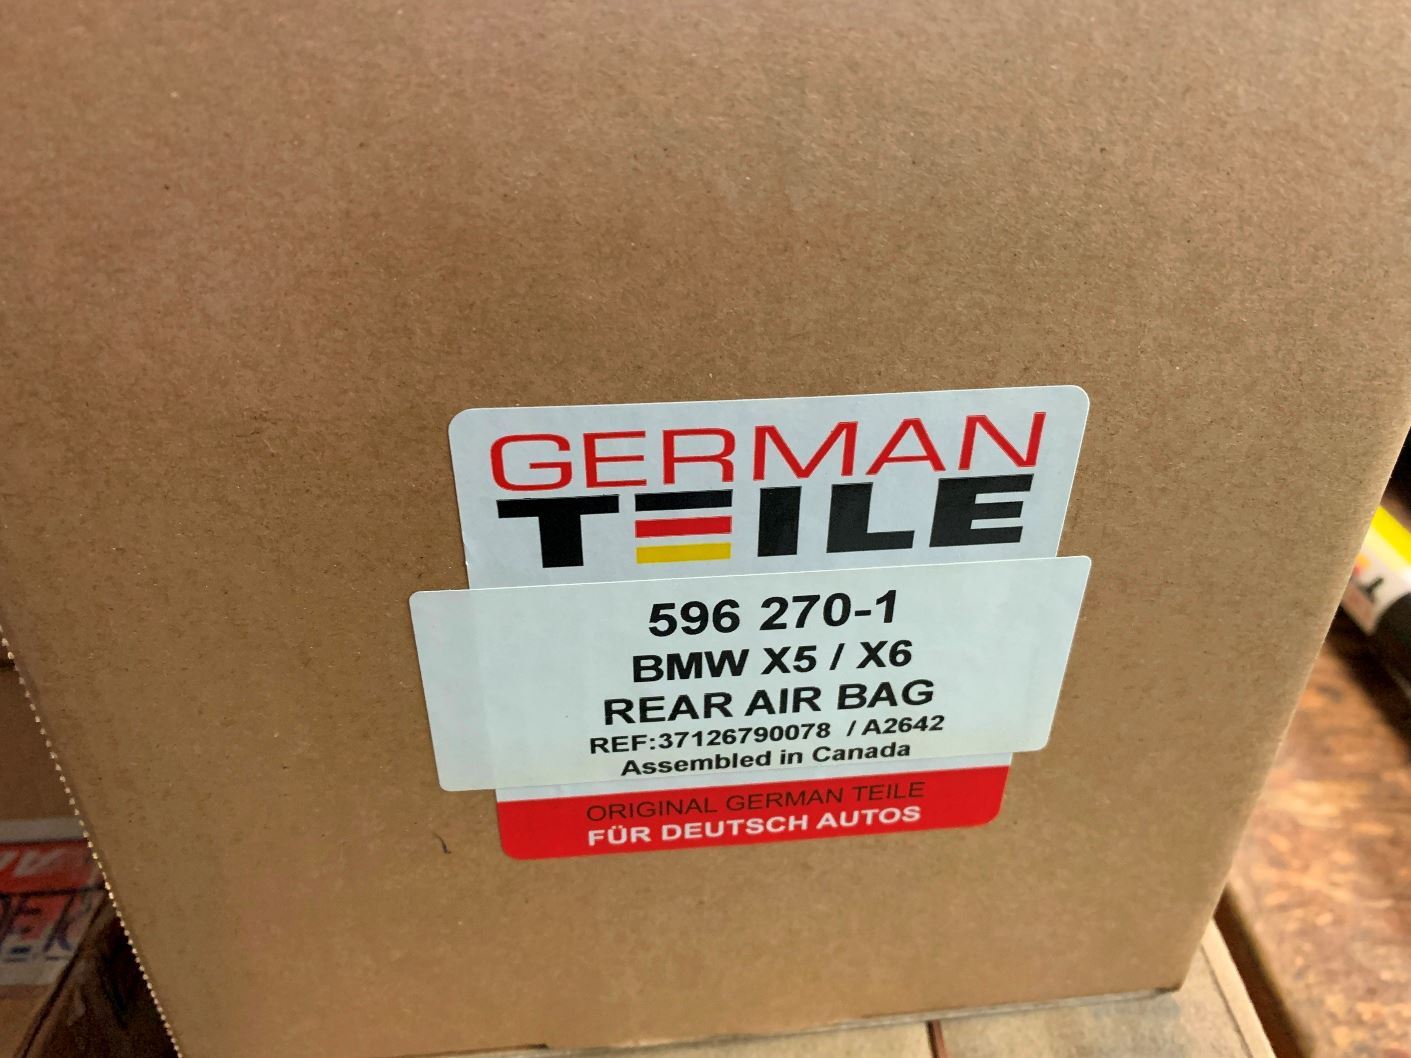 GERMAN
TEILE
596 270-1
BMW X5 / X6
REAR AIR BAG
REF:37126790078 / A2642
Assembled in Canada
ORIGINAL GERMAN TEILE
FÜR DEUTSCH AUTOS